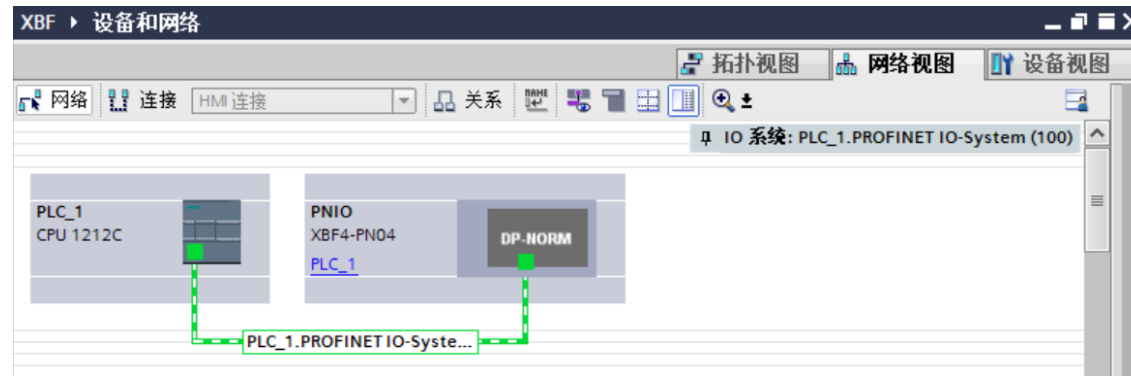 XBF ▸ 设备和网络
拓扑视图 网络视图 设备视图
网络 连接 HMI 连接 关系
IO 系统: PLC_1.PROFINET IO-System (100)
PLC_1
CPU 1212C
PNIO
XBF4-PN04
PLC_1
DP-NORM
PLC_1.PROFINET IO-Syste...